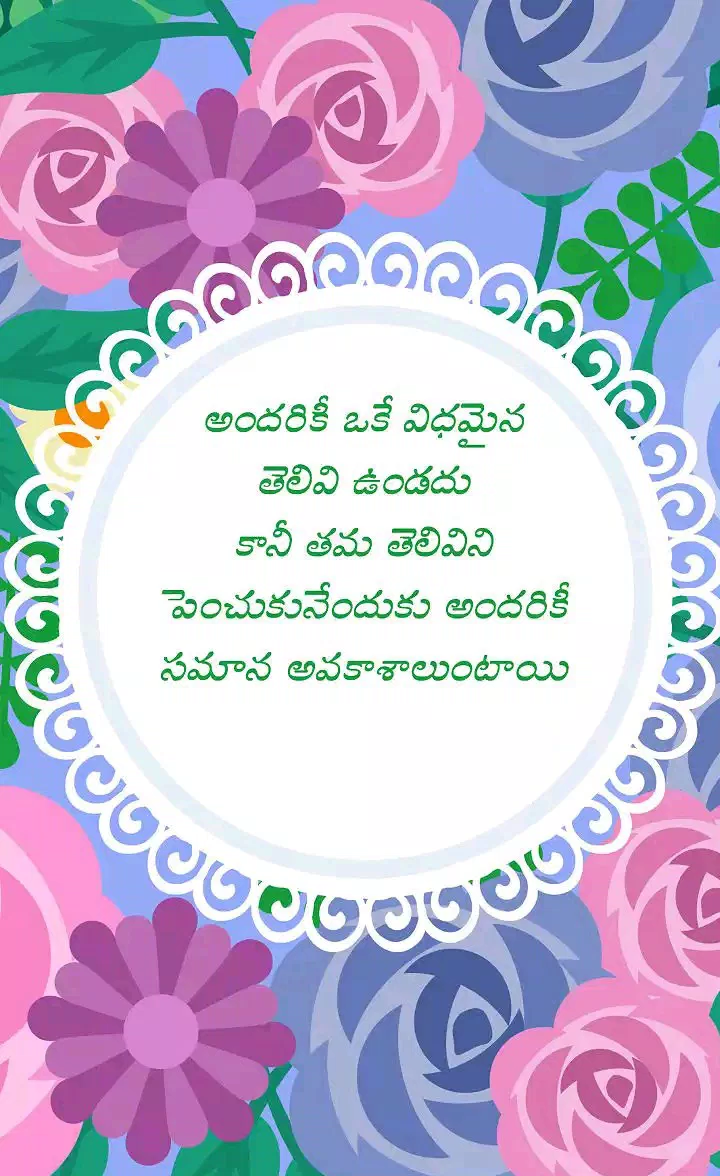 అందరికీ ఒకే విధమైన
తెలివి ఉండదు
కానీ తమ తెలివిని
పెంచుకునేందుకు అందరికీ
సమాన అవకాశాలుంటాయి